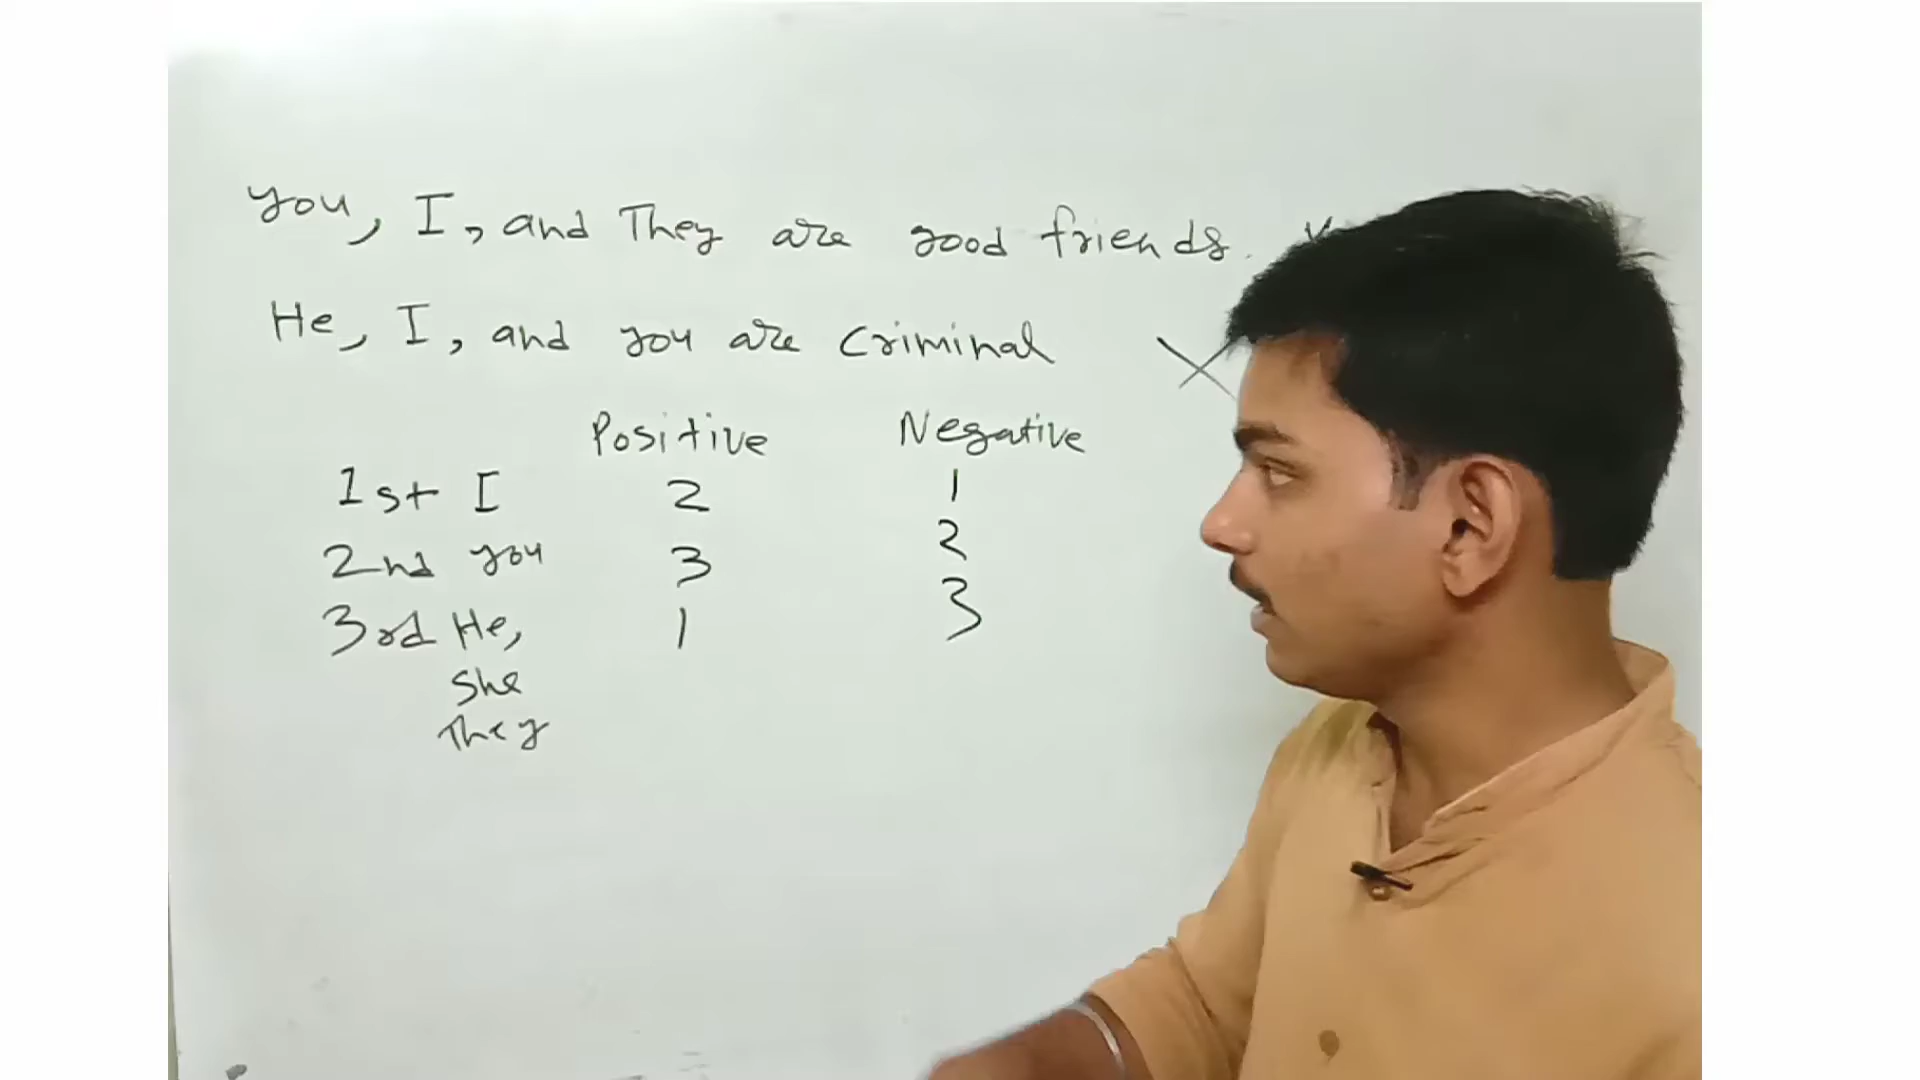 you, I, and They are good friends.
He, I, and you are criminal
Positive Negative
1st I 2 1
2nd you 3 2
3rd He, 1 3
She
They